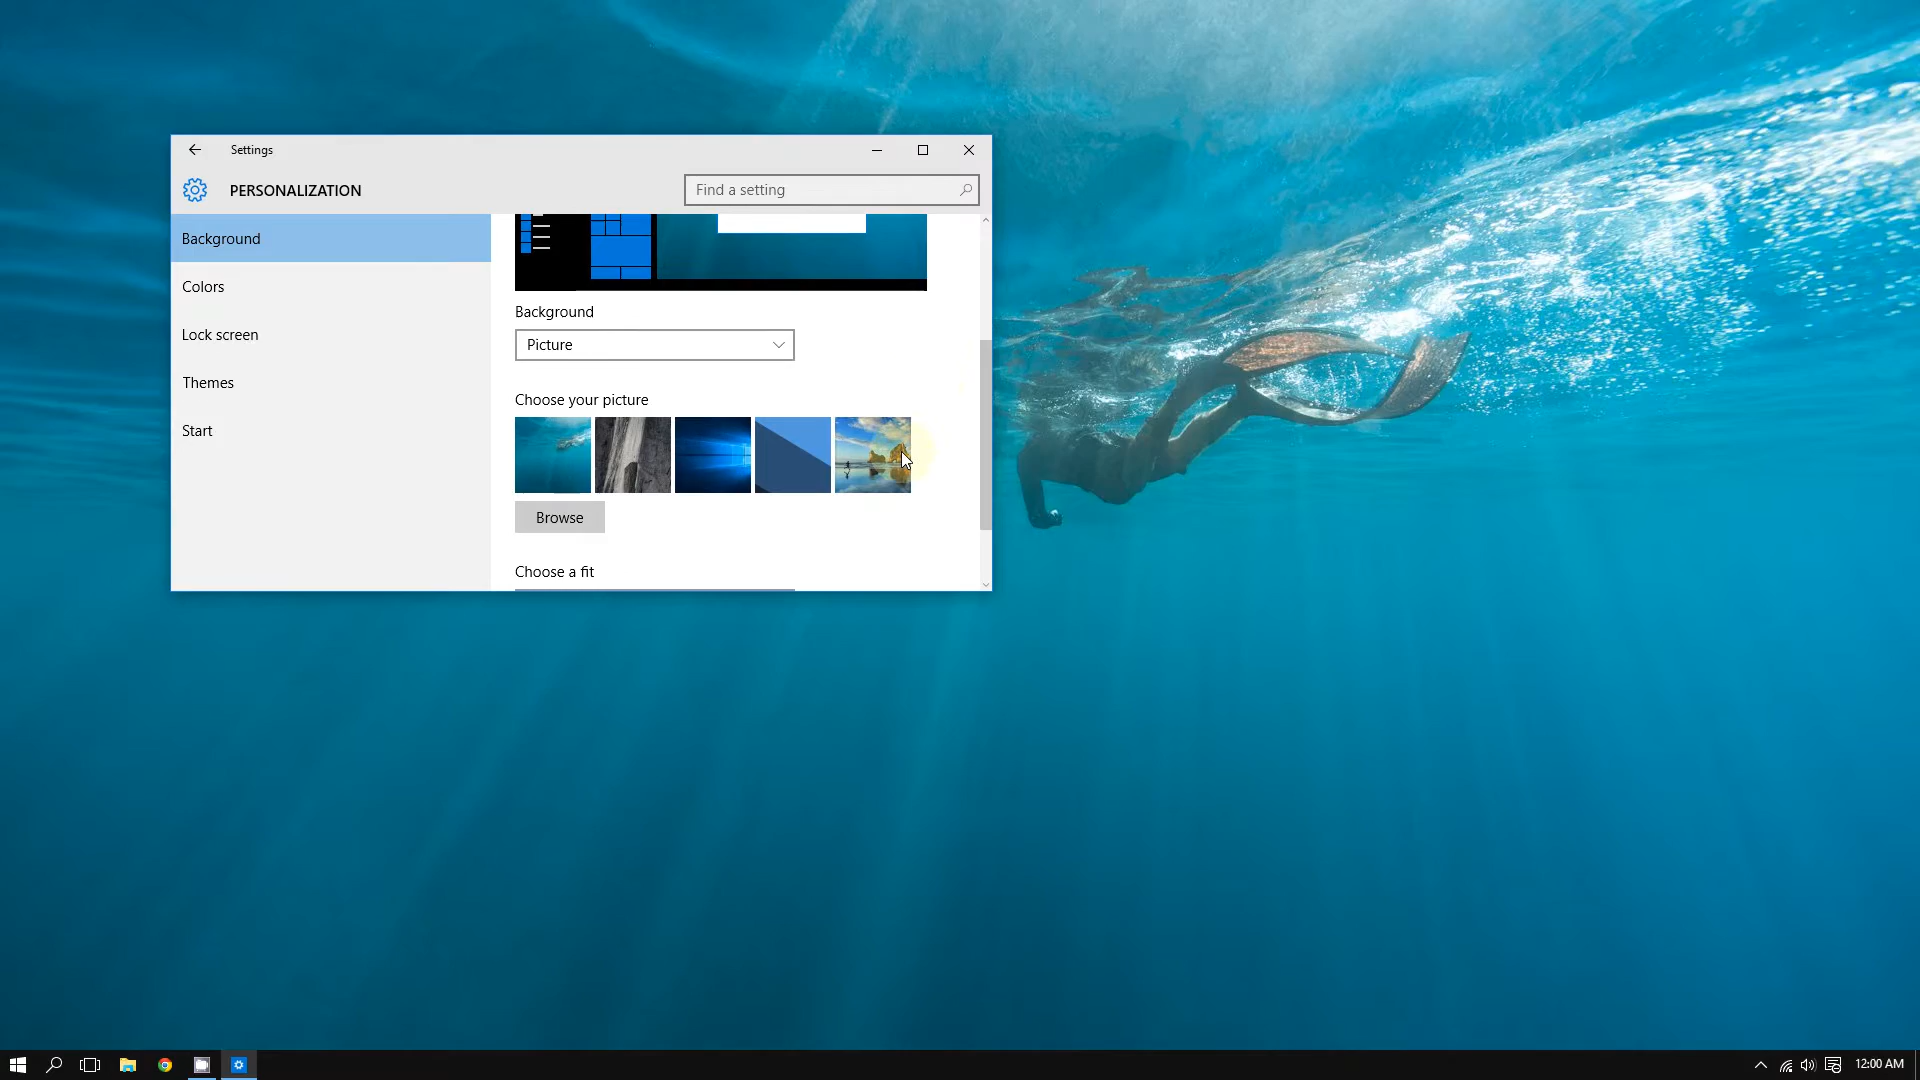 Settings
PERSONALIZATION
Find a setting
Background
Colors
Lock screen
Themes
Start
Background
Picture
Choose your picture
Browse
Choose a fit
12:00 AM